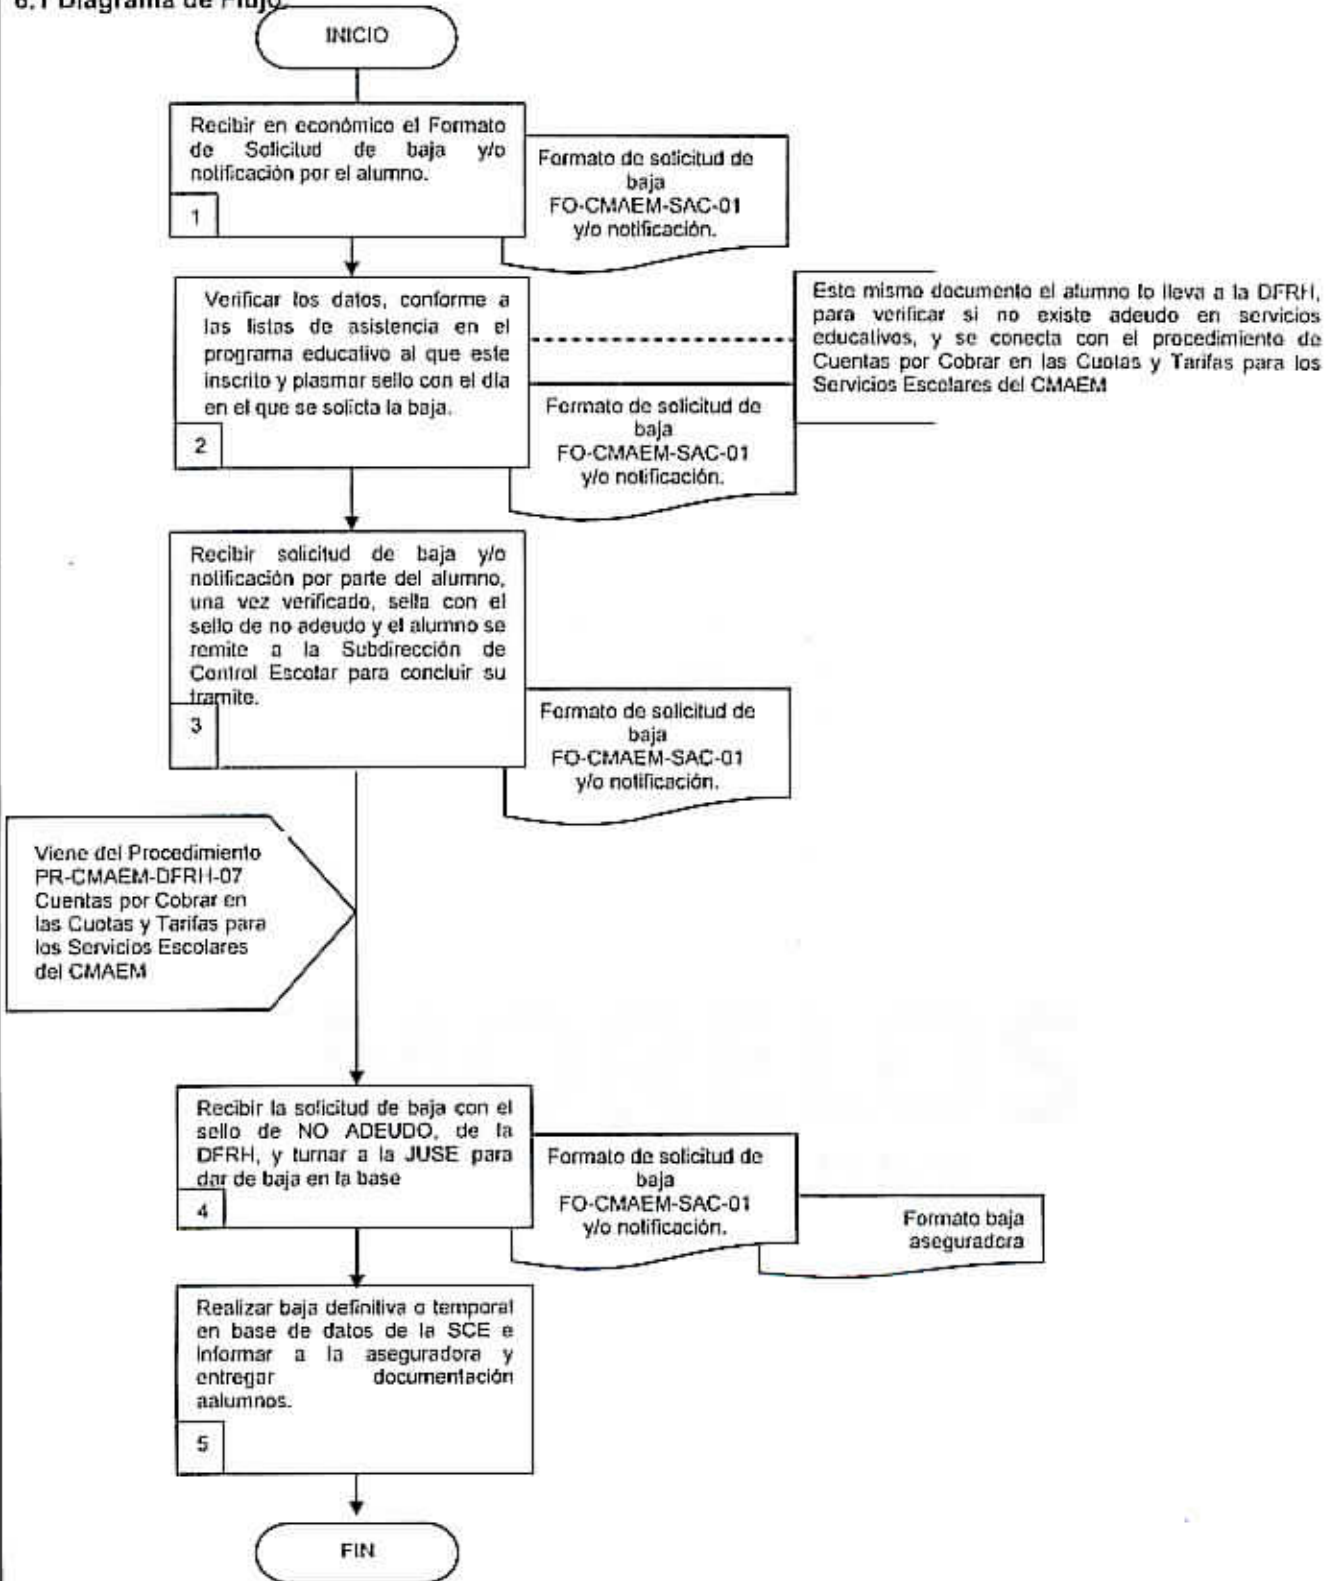 6.1 Diagrama de Flujo.
INICIO
Recibir en económico el Formato
de Solicitud de baja y/o
notificación por el alumno.
1
Formato de solicitud de
baja
FO-CMAEM-SAC-01
y/o notificación.
Verificar los datos, conforme a
las listas de asistencia en el
programa educativo al que este
inscrito y plasmar sello con el día
en el que se solicta la baja.
2
Este mismo documento el alumno lo lleva a la DFRH,
para verificar si no existe adeudo en servicios
educativos, y se conecta con el procedimiento de
Cuentas por Cobrar en las Cuotas y Tarifas para los
Servicios Escolares del CMAEM
Formato de solicitud de
baja
FO-CMAEM-SAC-01
y/o notificación.
Recibir solicitud de baja y/o
notificación por parte del alumno,
una vez verificado, sella con el
sello de no adeudo y el alumno se
remite a la Subdirección de
Control Escolar para concluir su
tramite.
3
Formato de solicitud de
baja
FO-CMAEM-SAC-01
y/o notificación.
Viene del Procedimiento
PR-CMAEM-DFRH-07
Cuentas por Cobrar en
las Cuotas y Tarifas para
los Servicios Escolares
del CMAEM
Recibir la solicitud de baja con el
sello de NO ADEUDO, de la
DFRH, y turnar a la JUSE para
dar de baja en la base
4
Formato de solicitud de
baja
FO-CMAEM-SAC-01
y/o notificación.
Formato baja
aseguradora
Realizar baja definitiva o temporal
en base de datos de la SCE e
informar a la aseguradora y
entregar documentación
aalumnos.
5
FIN